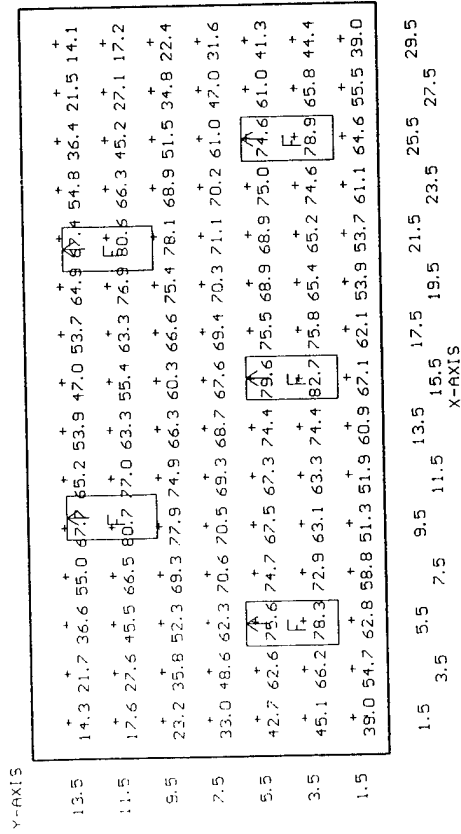 Y-AXIS
13.5 14.3 21.7 36.6 55.0 67.7 65.2 53.9 47.0 53.7 64.9 67.4 54.8 36.4 21.5 14.1
F F
11.5 17.6 27.6 45.5 66.5 80.7 77.0 63.3 55.4 63.3 76.9 80.6 66.3 45.2 27.1 17.2
9.5 23.2 35.8 52.3 69.3 77.9 74.9 66.3 60.3 66.6 75.4 78.1 68.9 51.5 34.8 22.4
7.5 33.0 48.6 62.3 70.6 70.5 69.3 68.7 67.6 69.4 70.3 71.1 70.2 61.0 47.0 31.6
5.5 42.7 62.6 75.6 74.7 67.5 67.3 74.4 79.6 75.5 68.9 68.9 75.0 74.6 61.0 41.3
F F F
3.5 45.1 66.2 78.3 72.9 63.1 63.3 74.4 82.7 75.8 65.4 65.2 74.6 78.9 65.8 44.4
1.5 39.0 54.7 62.8 58.8 51.3 51.9 60.9 67.1 62.1 53.9 53.7 61.1 64.6 55.5 39.0
1.5 5.5 9.5 13.5 17.5 21.5 25.5 29.5
3.5 7.5 11.5 15.5 19.5 23.5 27.5
X-AXIS